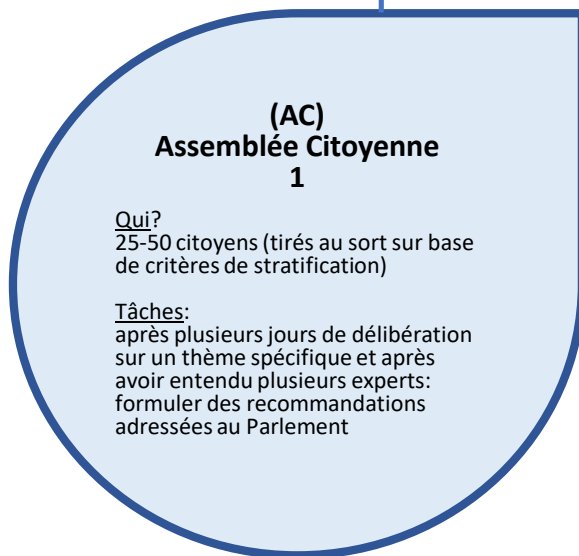 (AC)
Assemblée Citoyenne
1
Qui?
25-50 citoyens (tirés au sort sur base
de critères de stratification)
Tâches:
après plusieurs jours de délibération
sur un thème spécifique et après
avoir entendu plusieurs experts:
formuler des recommandations
adressées au Parlement